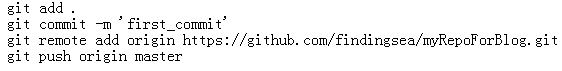 git add .
git commit -m 'first_commit'
git remote add origin https://github.com/findingsea/myRepoForBlog.git
git push origin master